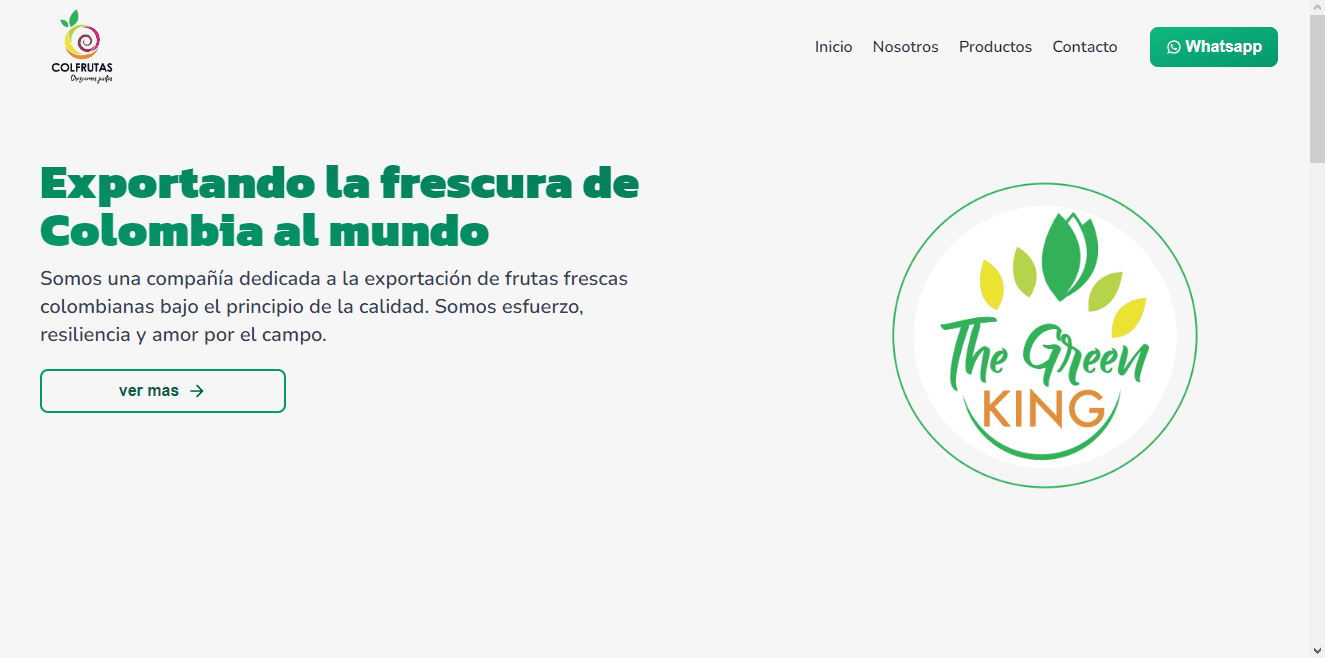 COLFRUTAS
Crecemos juntos
Inicio
Nosotros
Productos
Contacto
Whatsapp
Exportando la frescura de
Colombia al mundo
Somos una compañía dedicada a la exportación de frutas frescas
colombianas bajo el principio de la calidad. Somos esfuerzo,
resiliencia y amor por el campo.
ver mas
The Green
KING